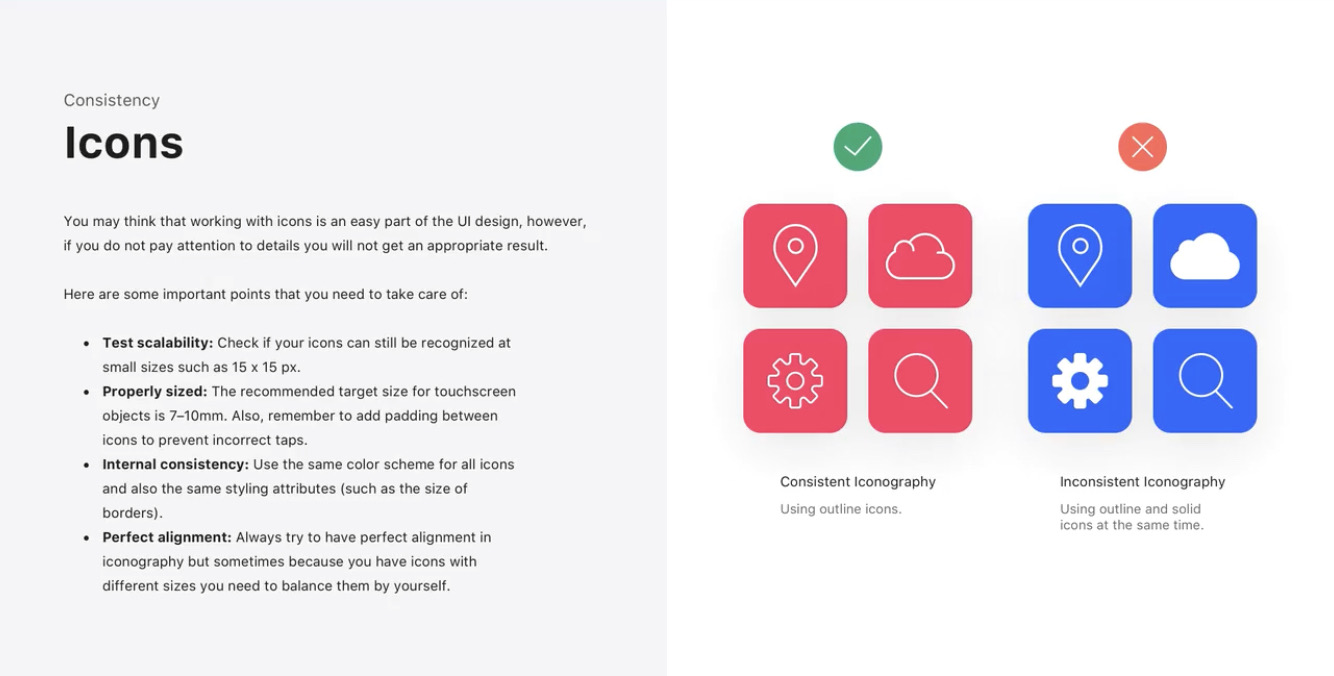 Consistency
Icons
You may think that working with icons is an easy part of the UI design, however,
if you do not pay attention to details you will not get an appropriate result.
Here are some important points that you need to take care of:
• Test scalability: Check if your icons can still be recognized at
small sizes such as 15 x 15 px.
• Properly sized: The recommended target size for touchscreen
objects is 7–10mm. Also, remember to add padding between
icons to prevent incorrect taps.
• Internal consistency: Use the same color scheme for all icons
and also the same styling attributes (such as the size of
borders).
• Perfect alignment: Always try to have perfect alignment in
iconography but sometimes because you have icons with
different sizes you need to balance them by yourself.
Consistent Iconography
Using outline icons.
Inconsistent Iconography
Using outline and solid
icons at the same time.